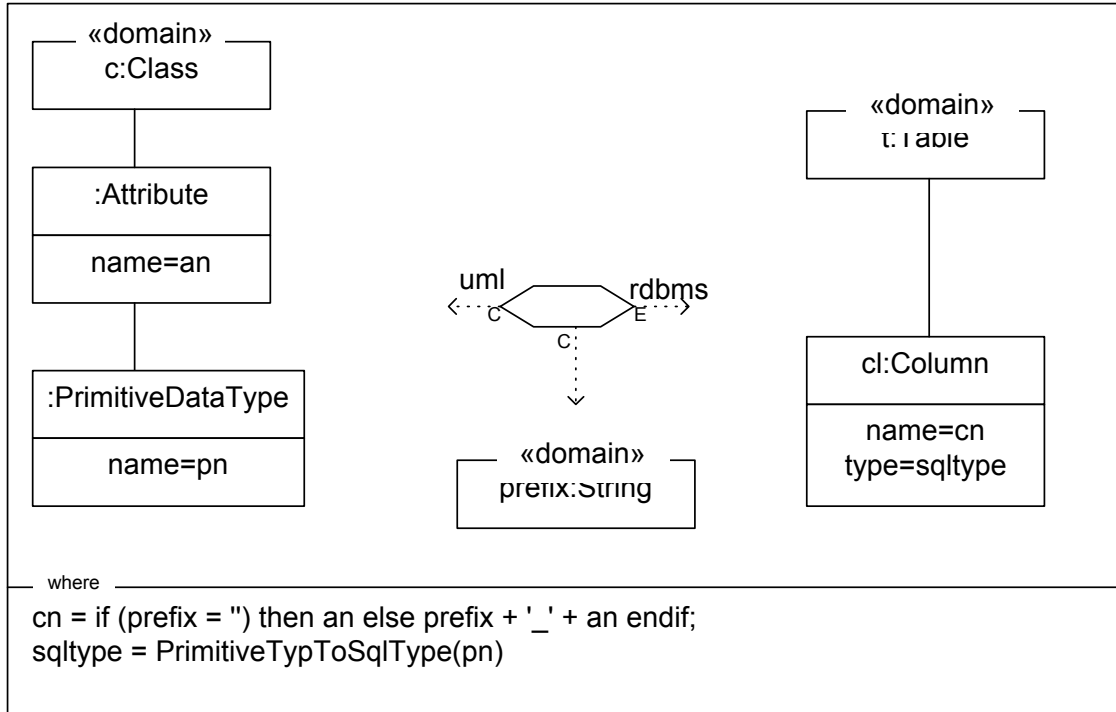 «domain»
c:Class
:Attribute
name=an
:PrimitiveDataType
name=pn
uml
rdbms
C
E
C
«domain»
prefix:String
«domain»
t:Table
cl:Column
name=cn
type=sqltype
where
cn = if (prefix = '') then an else prefix + '_' + an endif;
sqltype = PrimitiveTypToSqlType(pn)